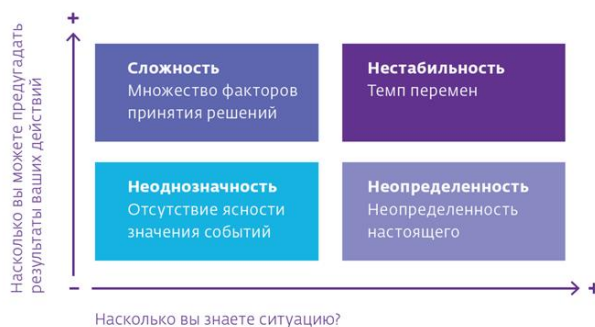 +
Насколько вы можете предугадать
результаты ваших действий
Сложность
Множество факторов
принятия решений
Нестабильность
Темп перемен
Неоднозначность
Отсутствие ясности
значения событий
Неопределенность
Неопределенность
настоящего
–
+
Насколько вы знаете ситуацию?